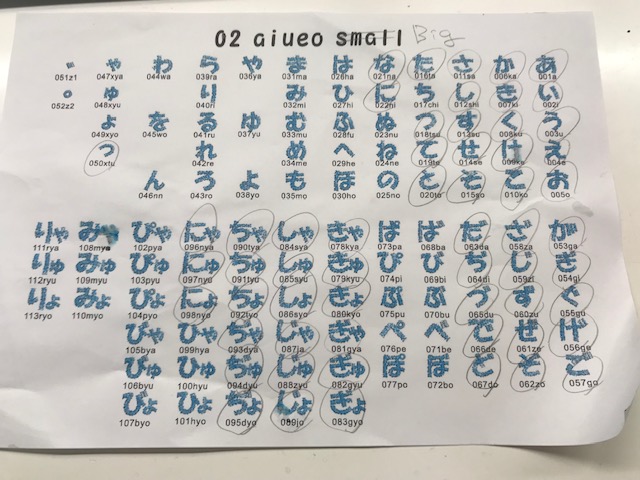 02 aiueo small Big
゛ ゃ わ ら や ま は な た さ か あ
051z1 047xya 044wa 039ra 036ya 031ma 026ha 021na 016ta 011sa 006ka 001a
゜ ゅ り み ひ に ち し き い
052z2 048xyu 040ri 032mi 027hi 022ni 017chi 012shi 007ki 002i
ょ を る ゆ む ふ ぬ つ す く う
049xyo 045wo 041ru 037yu 033mu 028fu 023nu 018tsu 013su 008ku 003u
っ れ め へ ね て せ け え
050xtu 042re 034me 029he 024ne 019te 014se 009ke 004e
ん ろ よ も ほ の と そ こ お
046nn 043ro 038yo 035mo 030ho 025no 020to 015so 010ko 005o
りゃ みゃ ぴゃ にゃ ちゃ しゃ きゃ ぱ ば だ ざ が
111rya 108mya 102pya 096nya 090tya 084sya 078kya 073pa 068ba 063da 058za 053ga
りゅ みゅ ぴゅ にゅ ちゅ しゅ きゅ ぴ び ぢ じ ぎ
112ryu 109myu 103pyu 097nyu 091tyu 085syu 079kyu 074pi 069bi 064di 059zi 054gi
りょ みょ ぴょ にょ ちょ しょ きょ ぷ ぶ づ ず ぐ
113ryo 110myo 104pyo 098nyo 092tyo 086syo 080kyo 075pu 070bu 065du 060zu 055gu
びゃ ひゃ ぢゃ じゃ ぎゃ ぺ べ で ぜ げ
105bya 099hya 093dya 087ja 081gya 076pe 071be 066de 061ze 056ge
びゅ ひゅ ぢゅ じゅ ぎゅ ぽ ぼ ど ぞ ご
106byu 100hyu 094dyu 088zyu 082gyu 077po 072bo 067do 062zo 057go
びょ ひょ ぢょ じょ ぎょ
107byo 101hyo 095dyo 089jo 083gyo